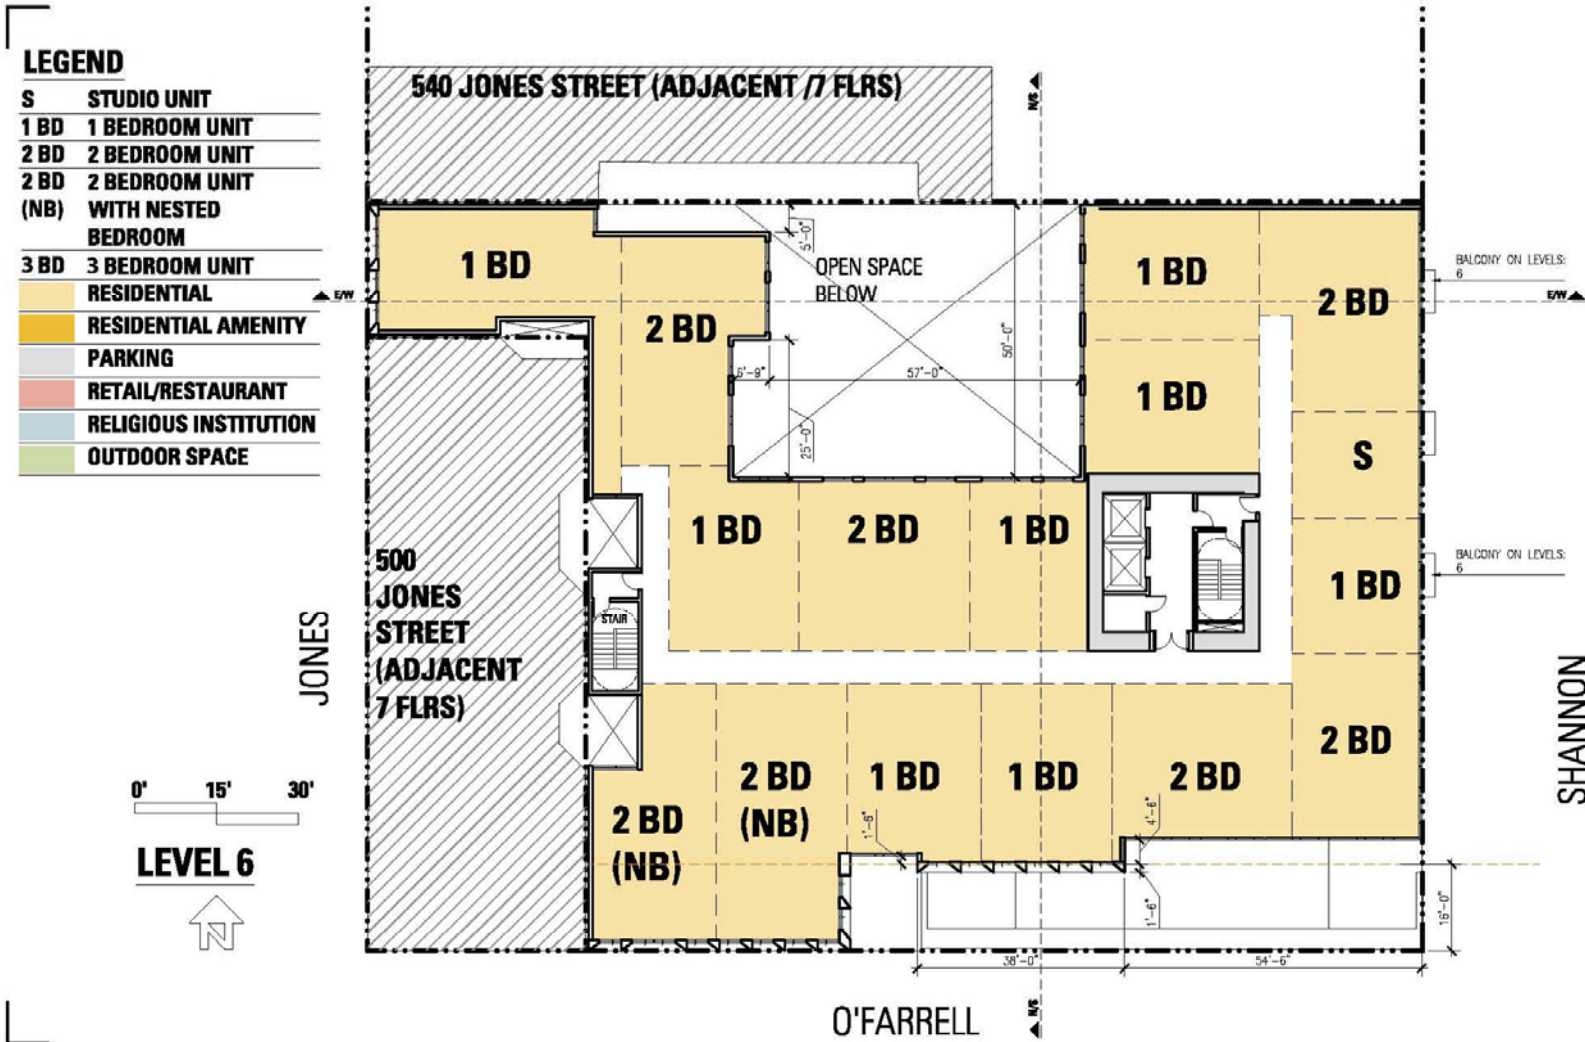 LEGEND
S STUDIO UNIT
1 BD 1 BEDROOM UNIT
2 BD 2 BEDROOM UNIT
2 BD 2 BEDROOM UNIT
(NB) WITH NESTED
BEDROOM
3 BD 3 BEDROOM UNIT
RESIDENTIAL
RESIDENTIAL AMENITY
PARKING
RETAIL/RESTAURANT
RELIGIOUS INSTITUTION
OUTDOOR SPACE
540 JONES STREET (ADJACENT /7 FLRS)
N/S
E/W
1 BD
2 BD
5'-0"
OPEN SPACE
BELOW
50'-0"
6'-9"
57'-0"
25'-0"
1 BD
2 BD
1 BD
S
BALCONY ON LEVELS:
6
E/W
1 BD
2 BD
1 BD
1 BD
BALCONY ON LEVELS:
6
500
JONES
STREET
(ADJACENT
7 FLRS)
STAIR
JONES
SHANNON
2 BD
(NB)
2 BD
(NB)
1 BD
1 BD
2 BD
2 BD
1'-6"
4'-6"
1'-6"
16'-0"
38'-0"
54'-6"
0' 15' 30'
LEVEL 6
N
O'FARRELL
N/S